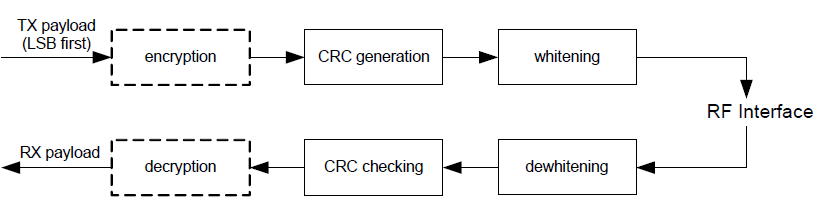 TX payload
(LSB first)
encryption
CRC generation
whitening
RF Interface
RX payload
decryption
CRC checking
dewhitening